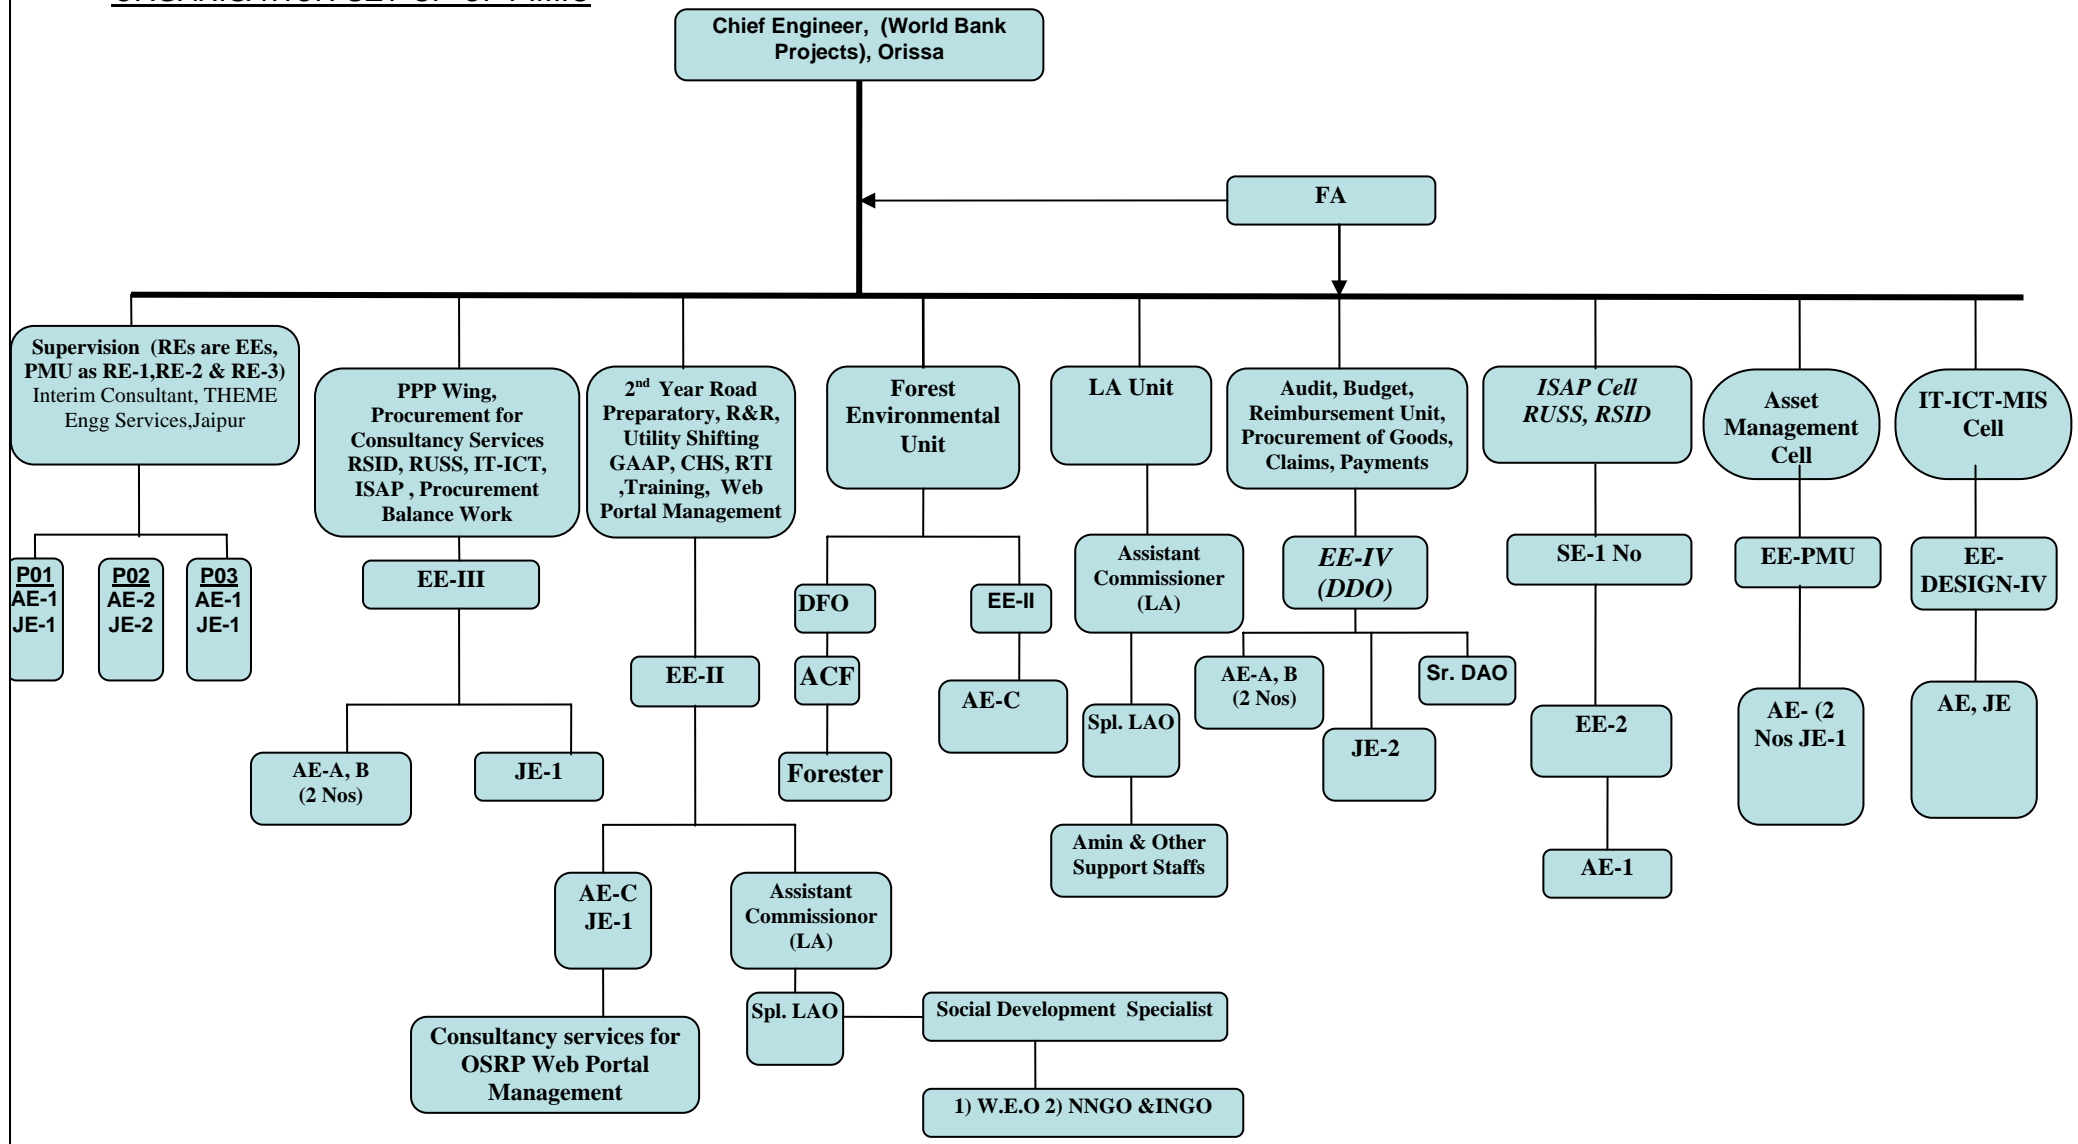 Chief Engineer, (World Bank
Projects), Orissa
FA
Supervision (REs are EEs,
PMU as RE-1,RE-2 & RE-3)
Interim Consultant, THEME
Engg Services,Jaipur
P01
AE-1
JE-1
P02
AE-2
JE-2
P03
AE-1
JE-1
PPP Wing,
Procurement for
Consultancy Services
RSID, RUSS, IT-ICT,
ISAP , Procurement
Balance Work
EE-III
AE-A, B
(2 Nos)
JE-1
2nd Year Road
Preparatory, R&R,
Utility Shifting
GAAP, CHS, RTI
,Training, Web
Portal Management
EE-II
AE-C
JE-1
Consultancy services for
OSRP Web Portal
Management
Assistant
Commissionor
(LA)
Spl. LAO
Social Development Specialist
1) W.E.O 2) NNGO &INGO
Forest
Environmental
Unit
DFO
ACF
Forester
EE-II
AE-C
LA Unit
Assistant
Commissioner
(LA)
Spl. LAO
Amin & Other
Support Staffs
Audit, Budget,
Reimbursement Unit,
Procurement of Goods,
Claims, Payments
EE-IV
(DDO)
AE-A, B
(2 Nos)
JE-2
Sr. DAO
ISAP Cell
RUSS, RSID
SE-1 No
EE-2
AE-1
Asset
Management
Cell
EE-PMU
AE- (2
Nos JE-1
IT-ICT-MIS
Cell
EE-
DESIGN-IV
AE, JE